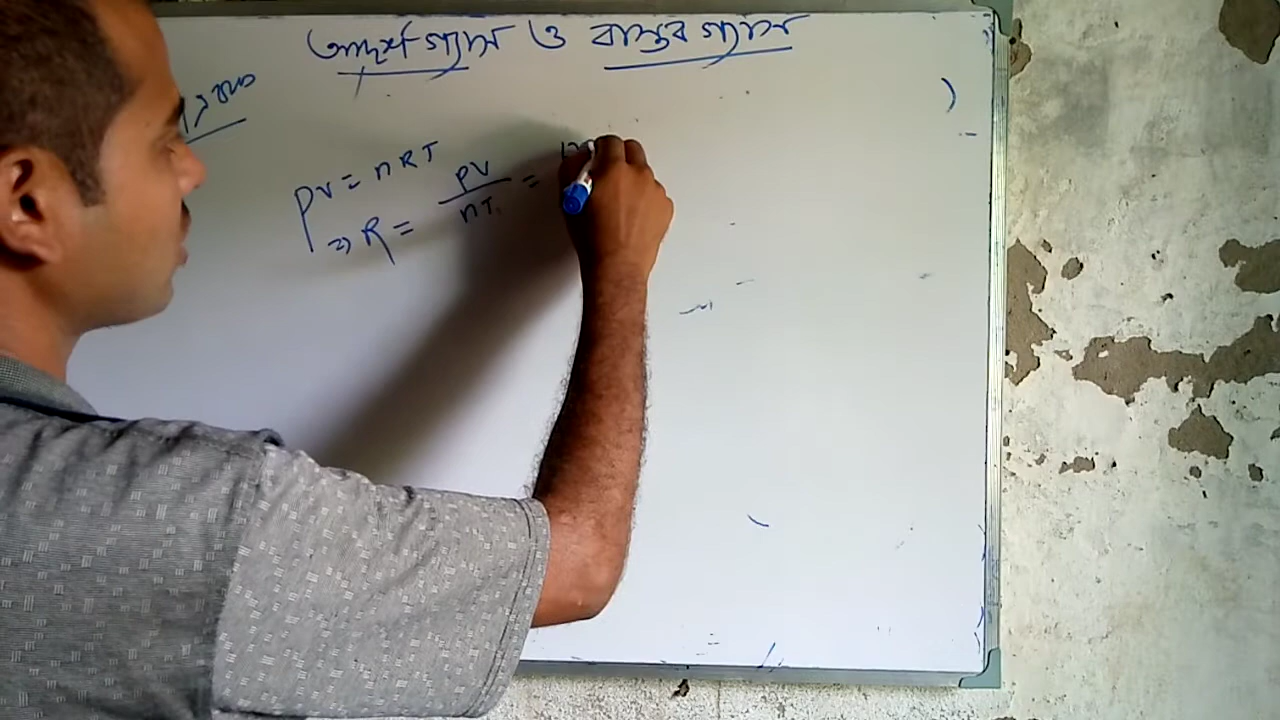 আদর্শ গ্যাস ও বাস্তব গ্যাস
PV = nRT
⇒ R = PV / nT =